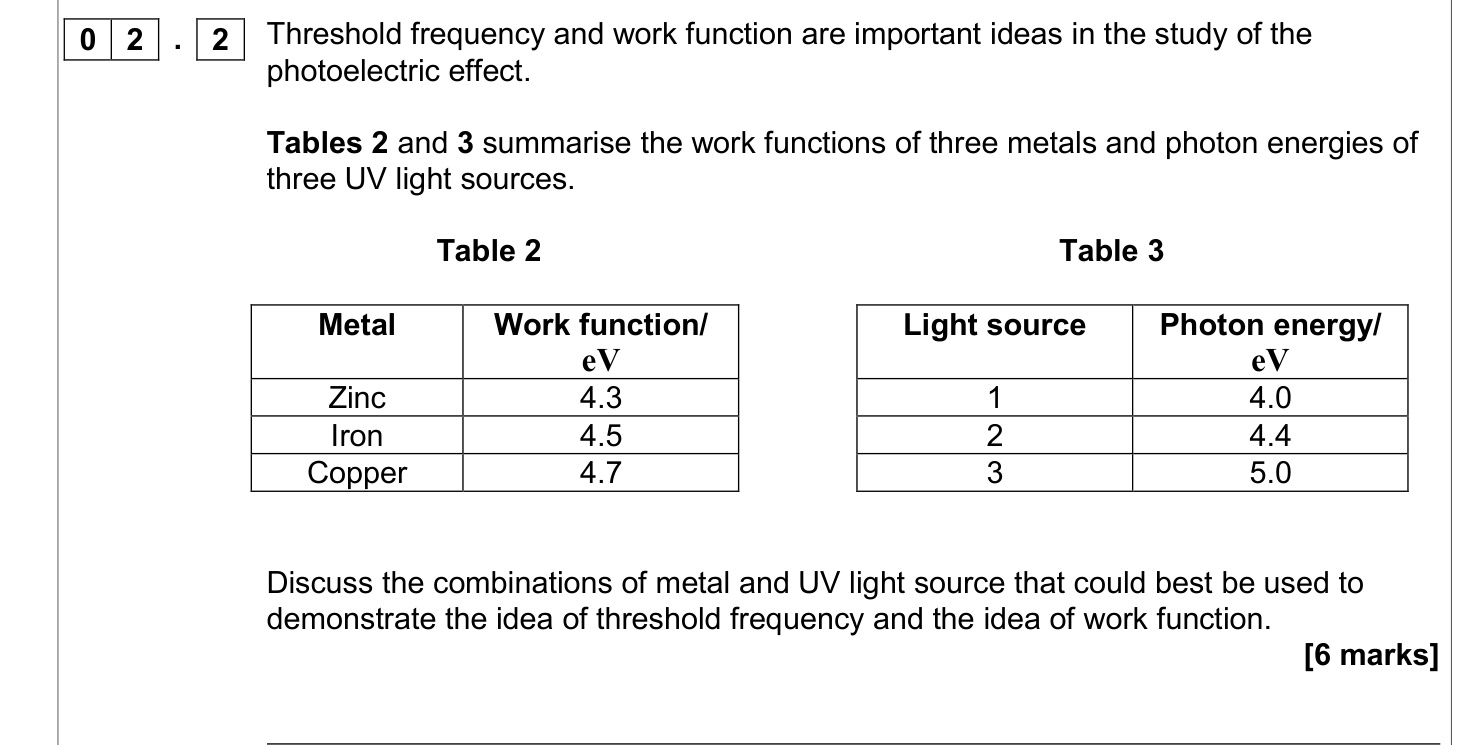 0 2 . 2 Threshold frequency and work function are important ideas in the study of the
photoelectric effect.
Tables 2 and 3 summarise the work functions of three metals and photon energies of
three UV light sources.
Table 2
Metal Work function/
eV
Zinc 4.3
Iron 4.5
Copper 4.7
Table 3
Light source Photon energy/
eV
1 4.0
2 4.4
3 5.0
Discuss the combinations of metal and UV light source that could best be used to
demonstrate the idea of threshold frequency and the idea of work function.
[6 marks]